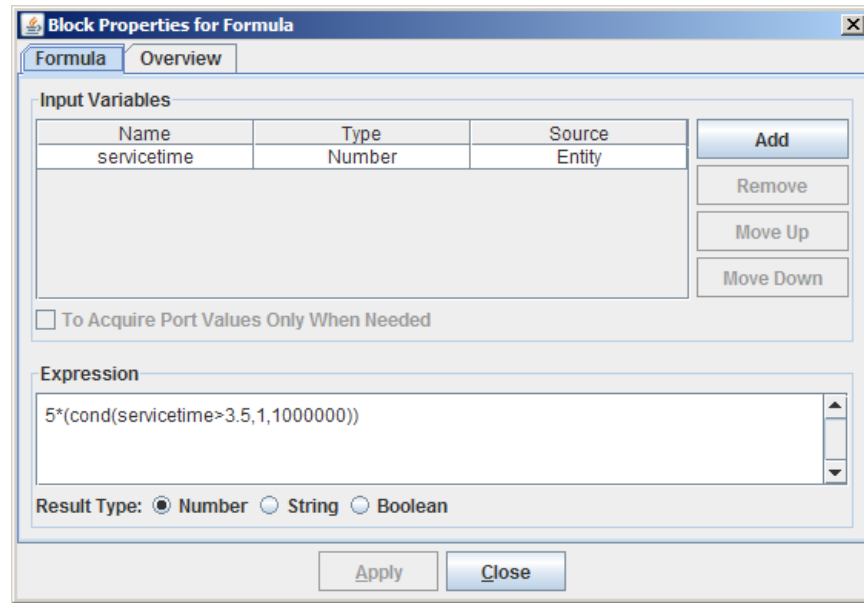 Block Properties for Formula
Formula Overview
Input Variables
Name Type Source
servicetime Number Entity
Add
Remove
Move Up
Move Down
To Acquire Port Values Only When Needed
Expression
5*(cond(servicetime>3.5,1,1000000))
Result Type: Number String Boolean
Apply Close